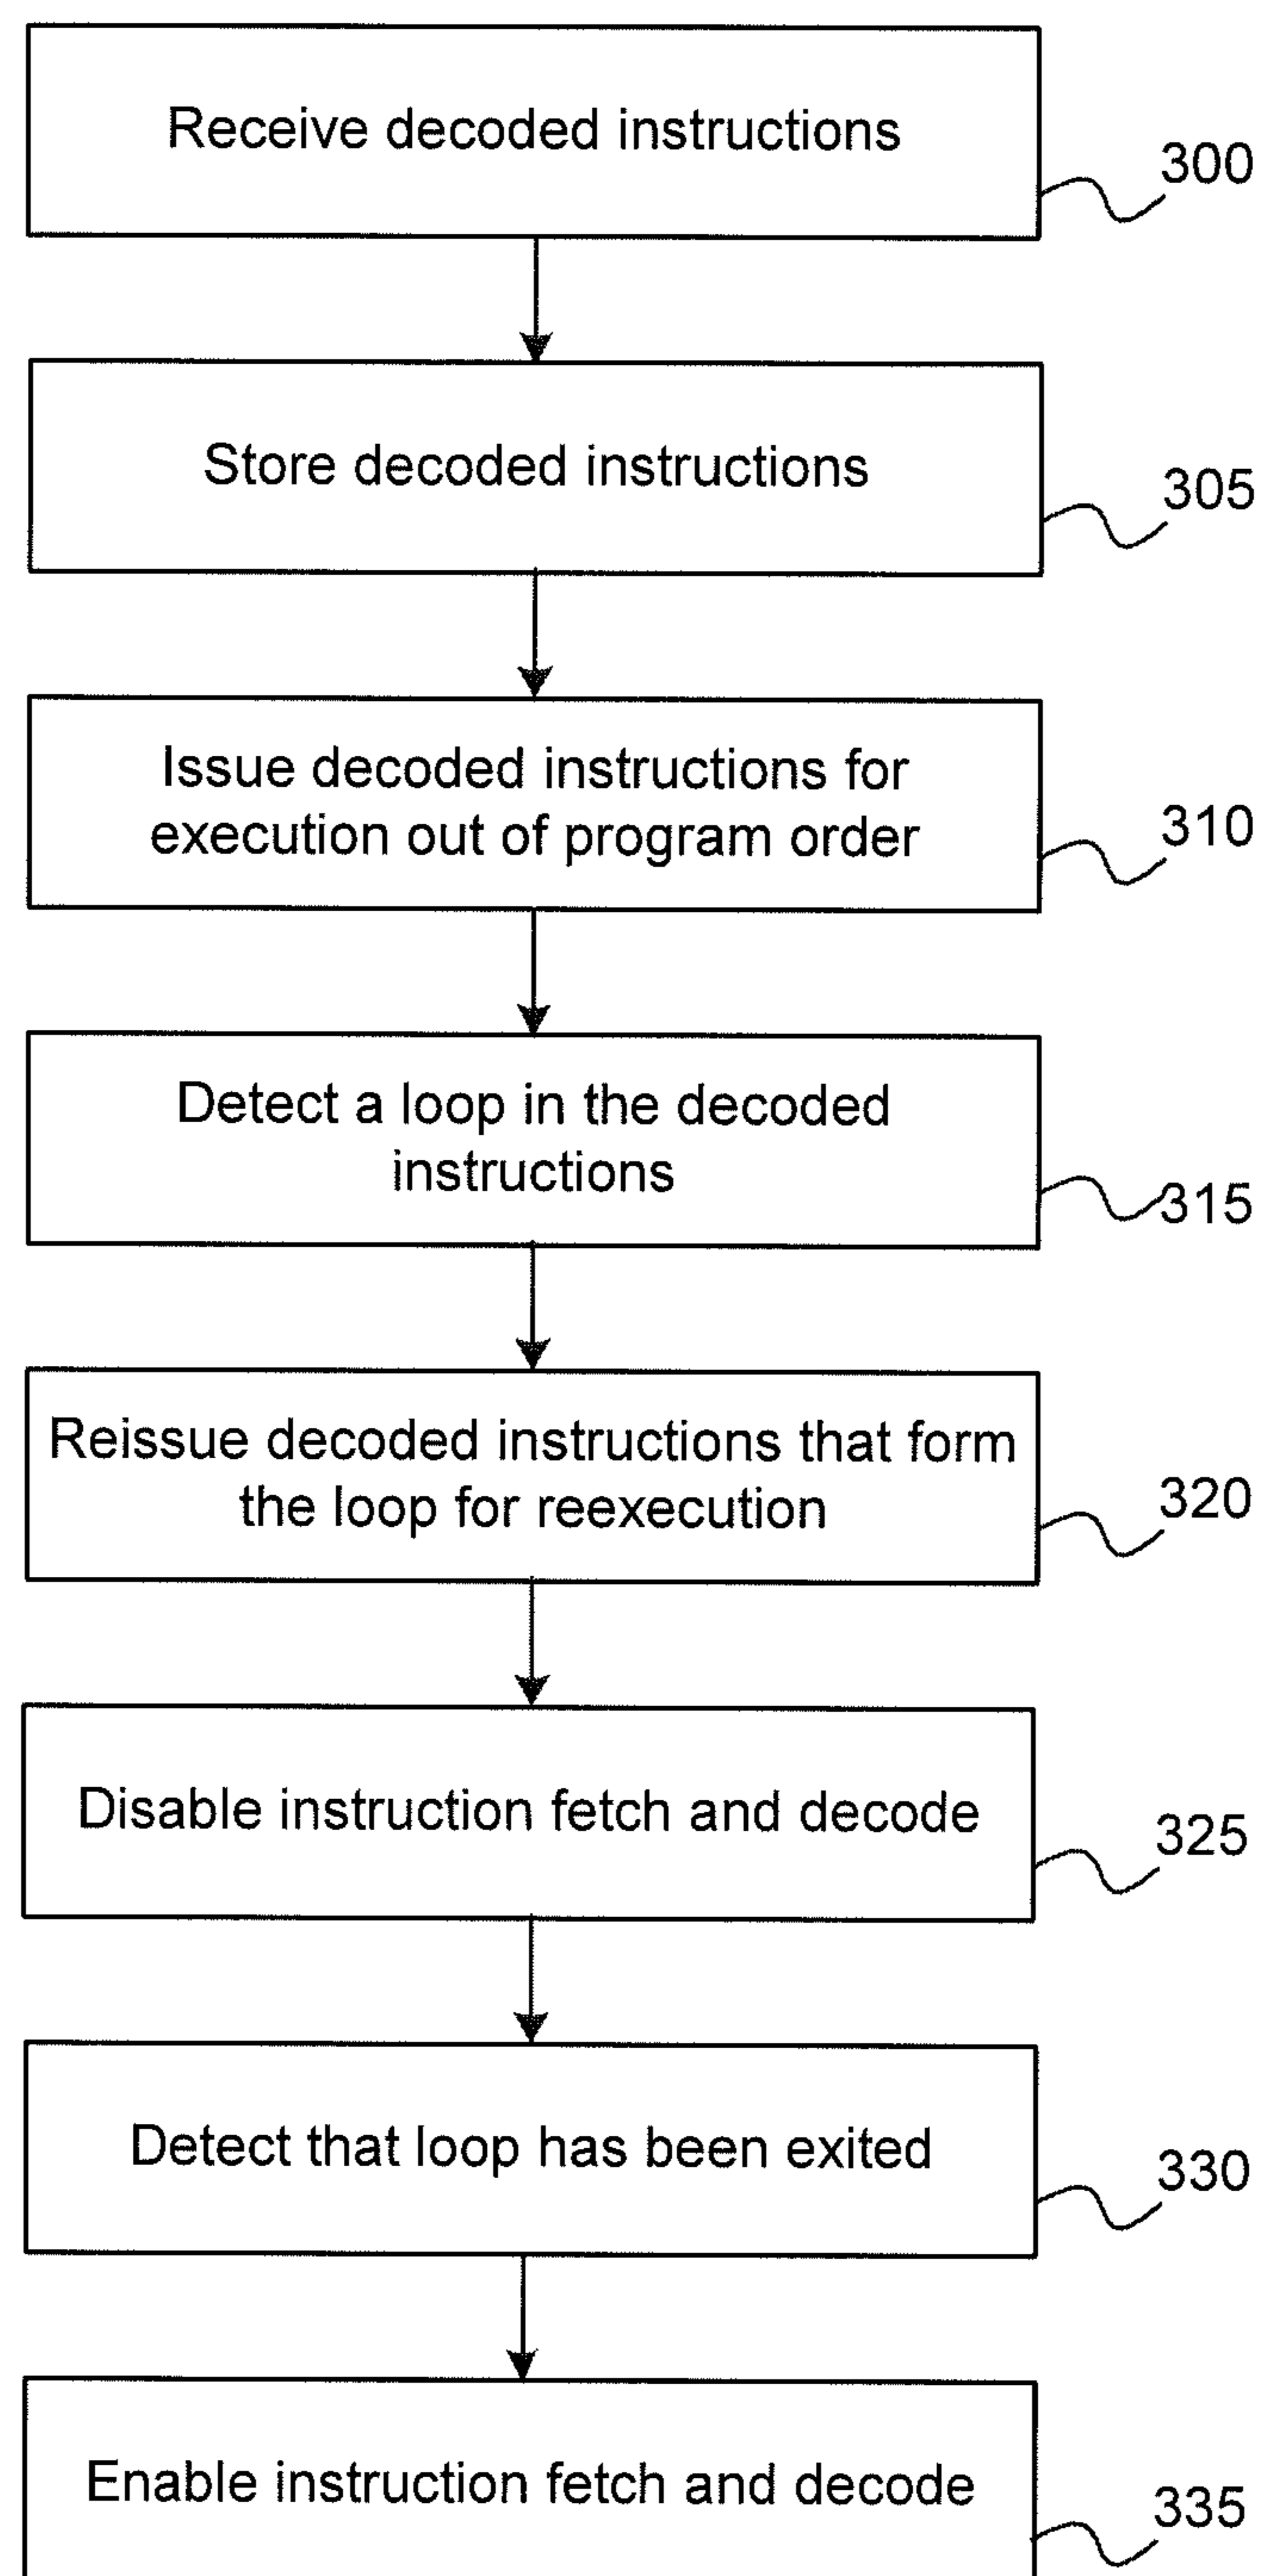 Receive decoded instructions
300
Store decoded instructions
305
Issue decoded instructions for
execution out of program order
310
Detect a loop in the decoded
instructions
315
Reissue decoded instructions that form
the loop for reexecution
320
Disable instruction fetch and decode
325
Detect that loop has been exited
330
Enable instruction fetch and decode
335